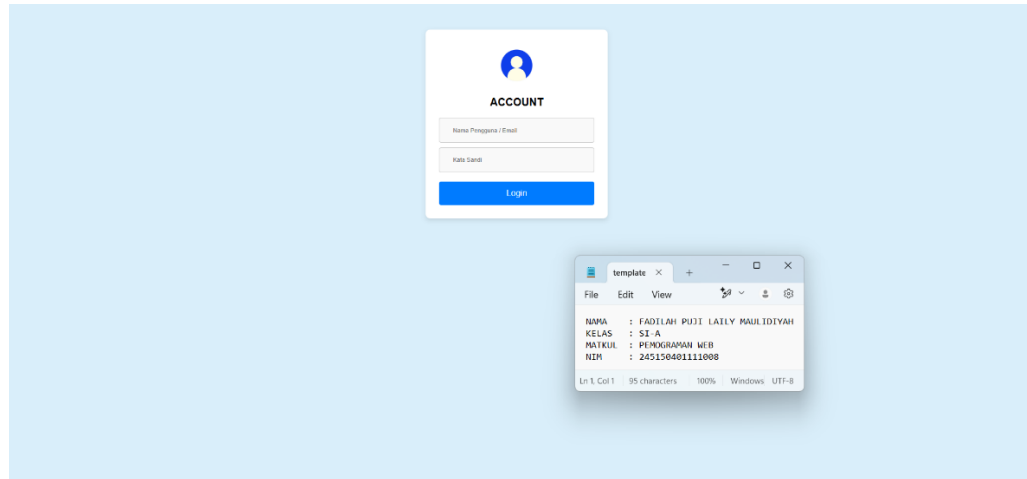 ACCOUNT
Nama Pengguna / Email
Kata Sandi
Login
template
File Edit View
NAMA : FADILAH PUJI LAILY MAULIDIYAH
KELAS : SI-A
MATKUL : PEMOGRAMAN WEB
NIM : 245150401111008
Ln 1, Col 1 95 characters 100% Windows UTF-8